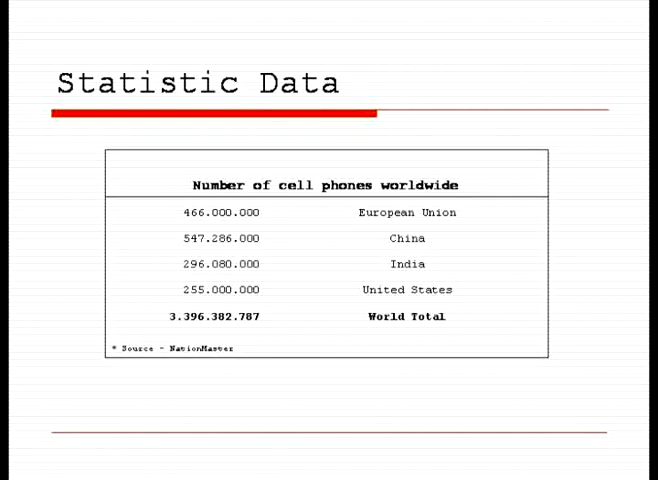 Statistic Data
Number of cell phones worldwide
466.000.000 European Union
547.286.000 China
296.080.000 India
255.000.000 United States
3.396.382.787 World Total
* Source - NationMaster